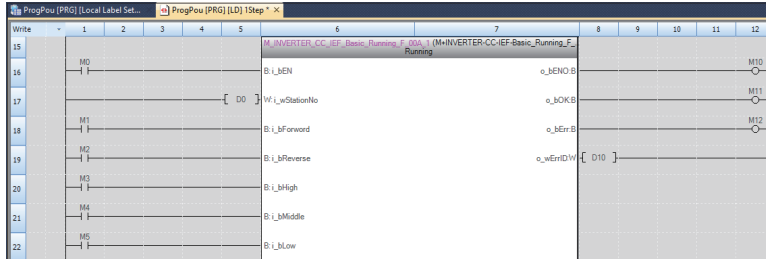 ProgPou [PRG] [Local Label Set... ProgPou [PRG] [LD] 1Step *
Write 1 2 3 4 5 6 7 8 9 10 11 12
15 M_INVERTER_CC_IEF_Basic_Running_F_00A_1 (M+INVERTER-CC-IEF-Basic_Running_F_
Running
M0 M10
16 B:i_bEN o_bENO:B
M11
17 D0 W:i_wStationNo o_bOK:B
M1 M12
18 B:i_bForword o_bErr:B
M2
19 B:i_bReverse o_wErrID:W D10
M3
20 B:i_bHigh
M4
21 B:i_bMiddle
M5
22 B:i_bLow